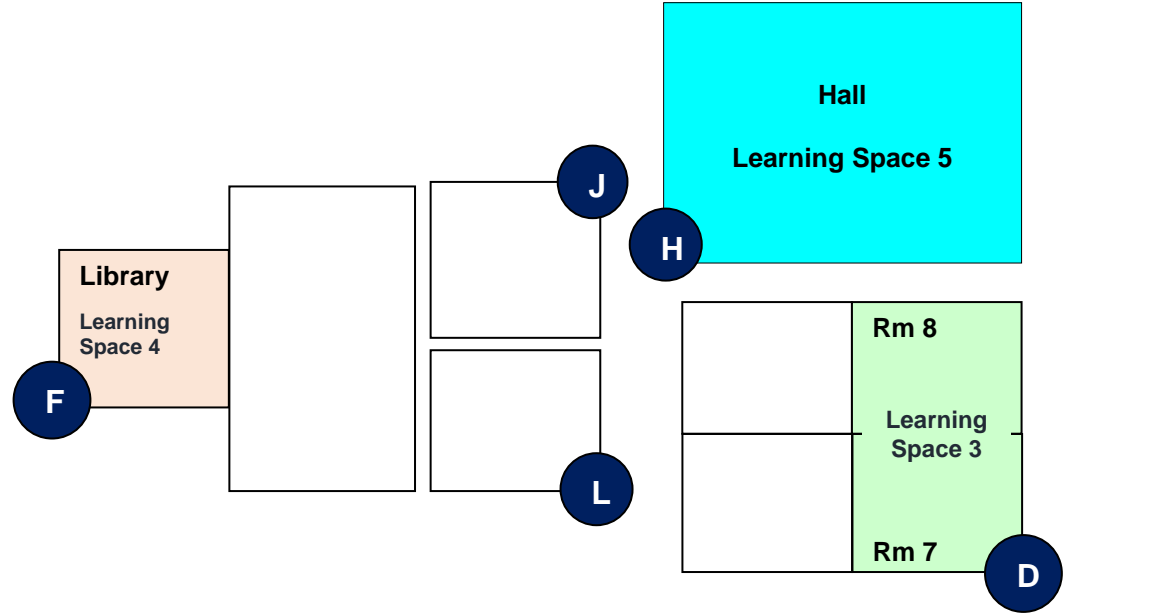 Hall
Learning Space 5
J
H
Library
Learning
Space 4
F
L
Rm 8
Learning
Space 3
Rm 7
D